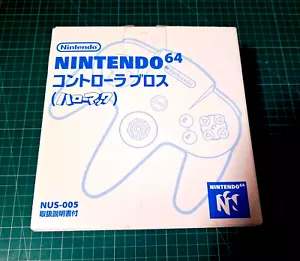 Nintendo
NINTENDO64
コントローラ ブロス
(ハローマック)
NUS-005
取扱説明書付
NINTENDO64